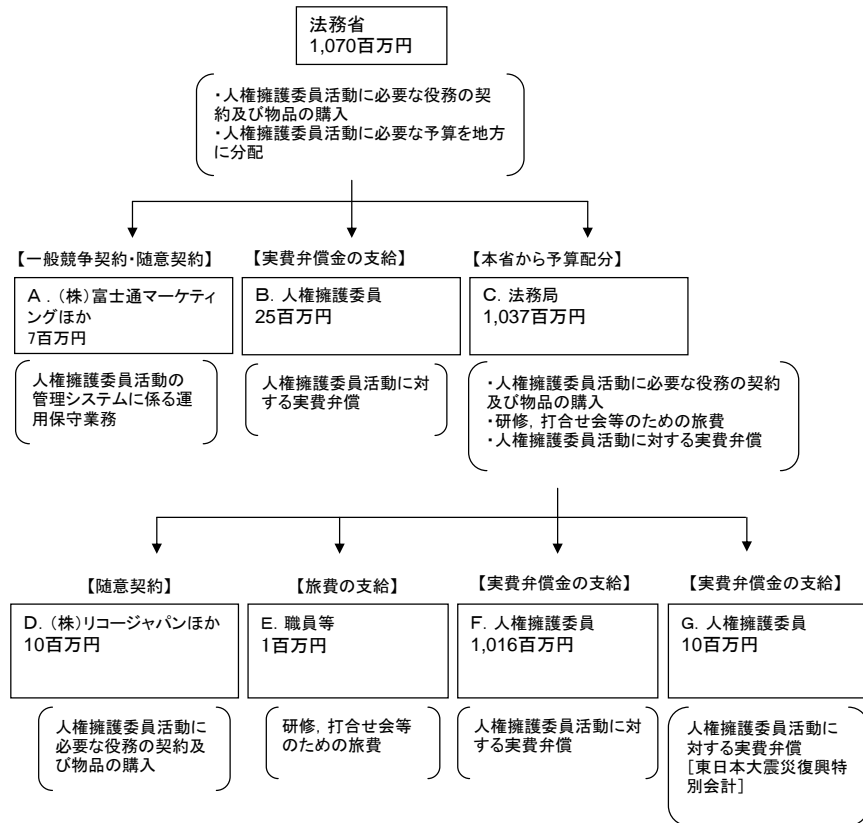 法務省
1,070百万円
・人権擁護委員活動に必要な役務の契
約及び物品の購入
・人権擁護委員活動に必要な予算を地方
に分配
【一般競争契約・随意契約】
A．（株）富士通マーケティ
ングほか
7百万円
人権擁護委員活動の
管理システムに係る運
用保守業務
【実費弁償金の支給】
B．人権擁護委員
25百万円
人権擁護委員活動に対
する実費弁償
【本省から予算配分】
C．法務局
1,037百万円
・人権擁護委員活動に必要な役務の契約
及び物品の購入
・研修，打合せ会等のための旅費
・人権擁護委員活動に対する実費弁償
【随意契約】
D．（株）リコージャパンほか
10百万円
人権擁護委員活動に
必要な役務の契約及
び物品の購入
【旅費の支給】
E．職員等
1百万円
研修，打合せ会等
のための旅費
【実費弁償金の支給】
F．人権擁護委員
1,016百万円
人権擁護委員活動に対
する実費弁償
【実費弁償金の支給】
G．人権擁護委員
10百万円
人権擁護委員活動に
対する実費弁償
［東日本大震災復興特
別会計］